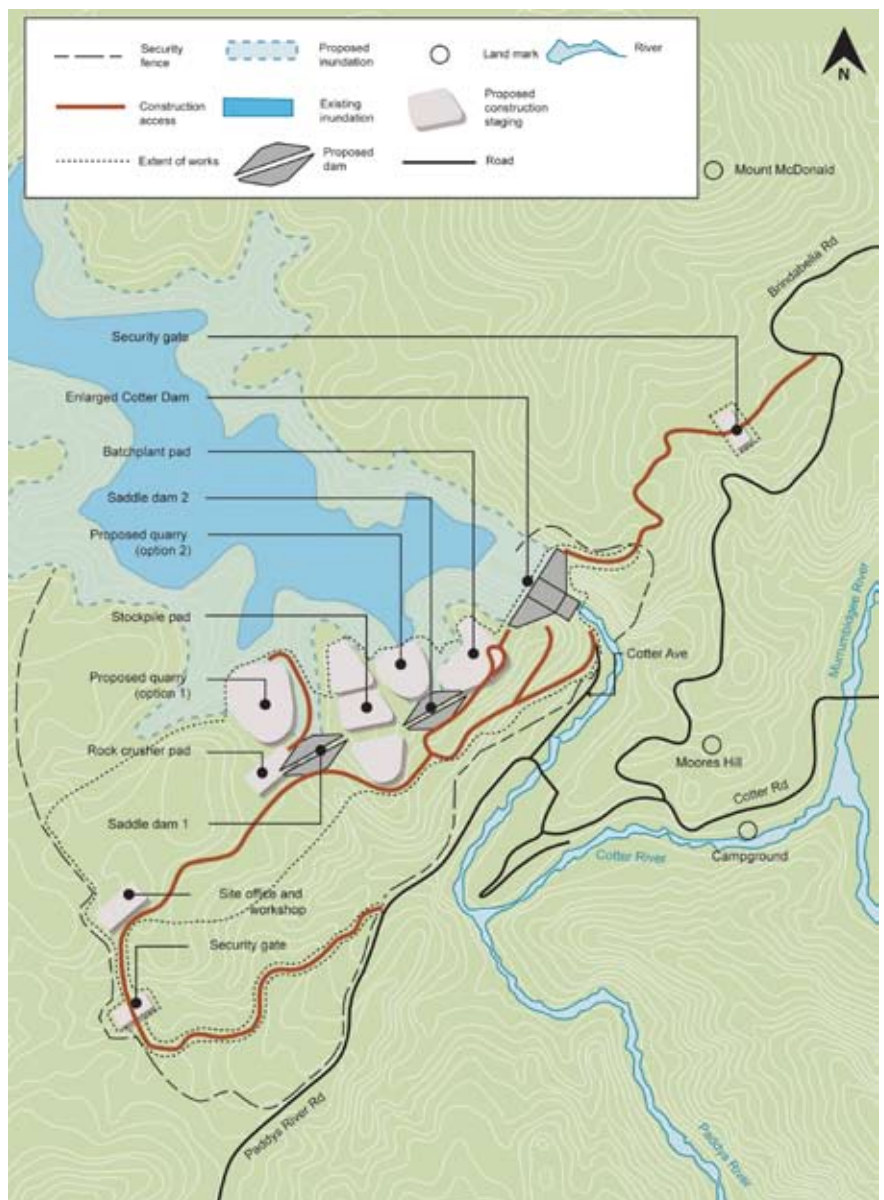 Security
fence
Proposed
inundation
Land mark
River
Construction
access
Existing
inundation
Proposed
construction
staging
Extent of works
Proposed
dam
Road
N
Mount McDonald
Brindabella Rd
Security gate
Enlarged Cotter Dam
Batchplant pad
Saddle dam 2
Proposed quarry
(option 2)
Stockpile pad
Murrumbidgee River
Cotter Ave
Proposed quarry
(option 1)
Rock crusher pad
Moores Hill
Cotter Rd
Saddle dam 1
Cotter River
Campground
Site office and
workshop
Security gate
Paddys River Rd
Paddys River